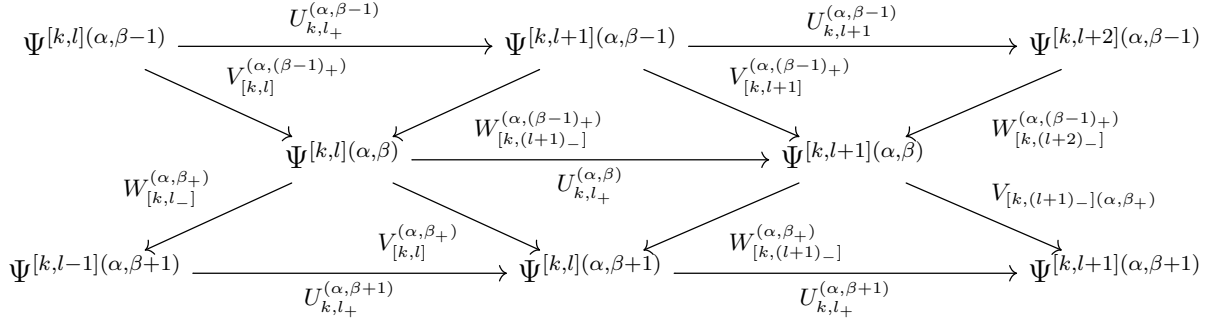 U_{k,l_+}^{(α,β−1)} U_{k,l+1}^{(α,β−1)}
Ψ^{[k,l](α,β−1)} Ψ^{[k,l+1](α,β−1)} Ψ^{[k,l+2](α,β−1)}
V_{[k,l]}^{(α,(β−1)_+)} V_{[k,l+1]}^{(α,(β−1)_+)}
W_{[k,(l+1)_−]}^{(α,(β−1)_+)} W_{[k,(l+2)_−]}^{(α,(β−1)_+)}
Ψ^{[k,l](α,β)} Ψ^{[k,l+1](α,β)}
U_{k,l_+}^{(α,β)}
W_{[k,l_−]}^{(α,β_+)} V_{[k,(l+1)_−](α,β_+)}
V_{[k,l]}^{(α,β_+)} W_{[k,(l+1)_−]}^{(α,β_+)}
Ψ^{[k,l−1](α,β+1)} Ψ^{[k,l](α,β+1)} Ψ^{[k,l+1](α,β+1)}
U_{k,l_+}^{(α,β+1)} U_{k,l_+}^{(α,β+1)}